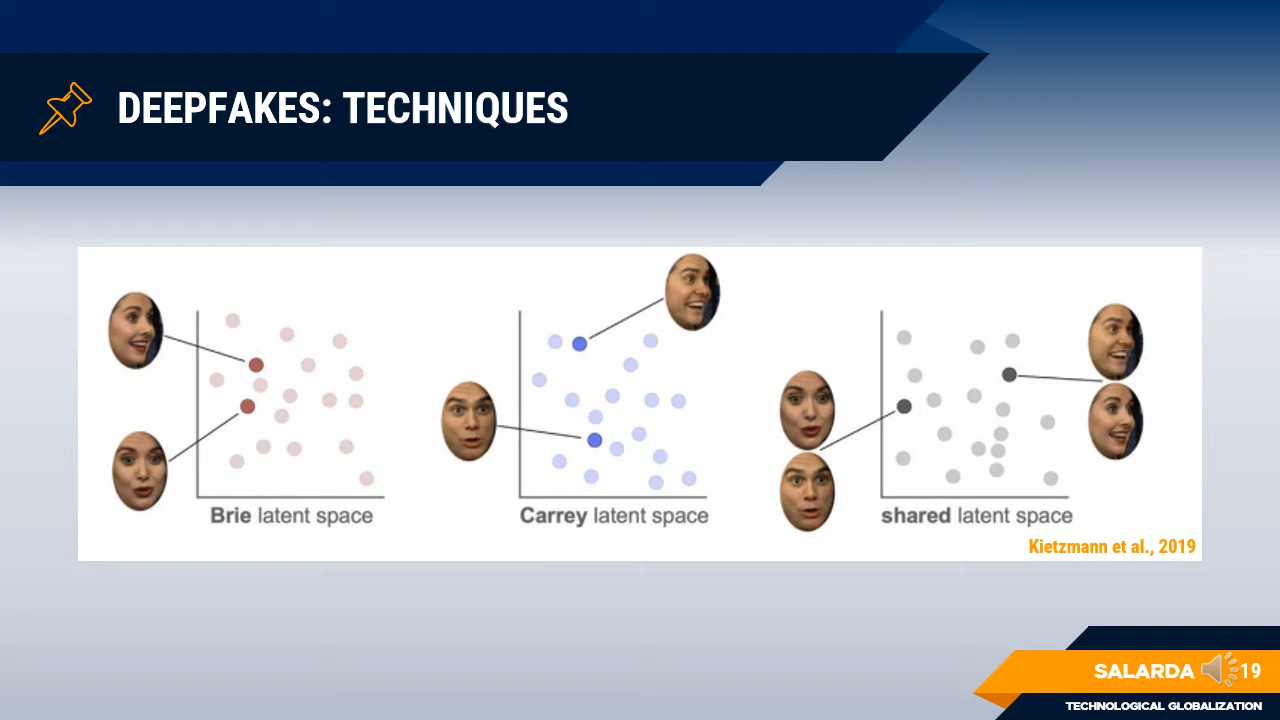 DEEPFAKES: TECHNIQUES
Brie latent space
Carrey latent space
shared latent space
Kietzmann et al., 2019
SALARDA 19
TECHNOLOGICAL GLOBALIZATION